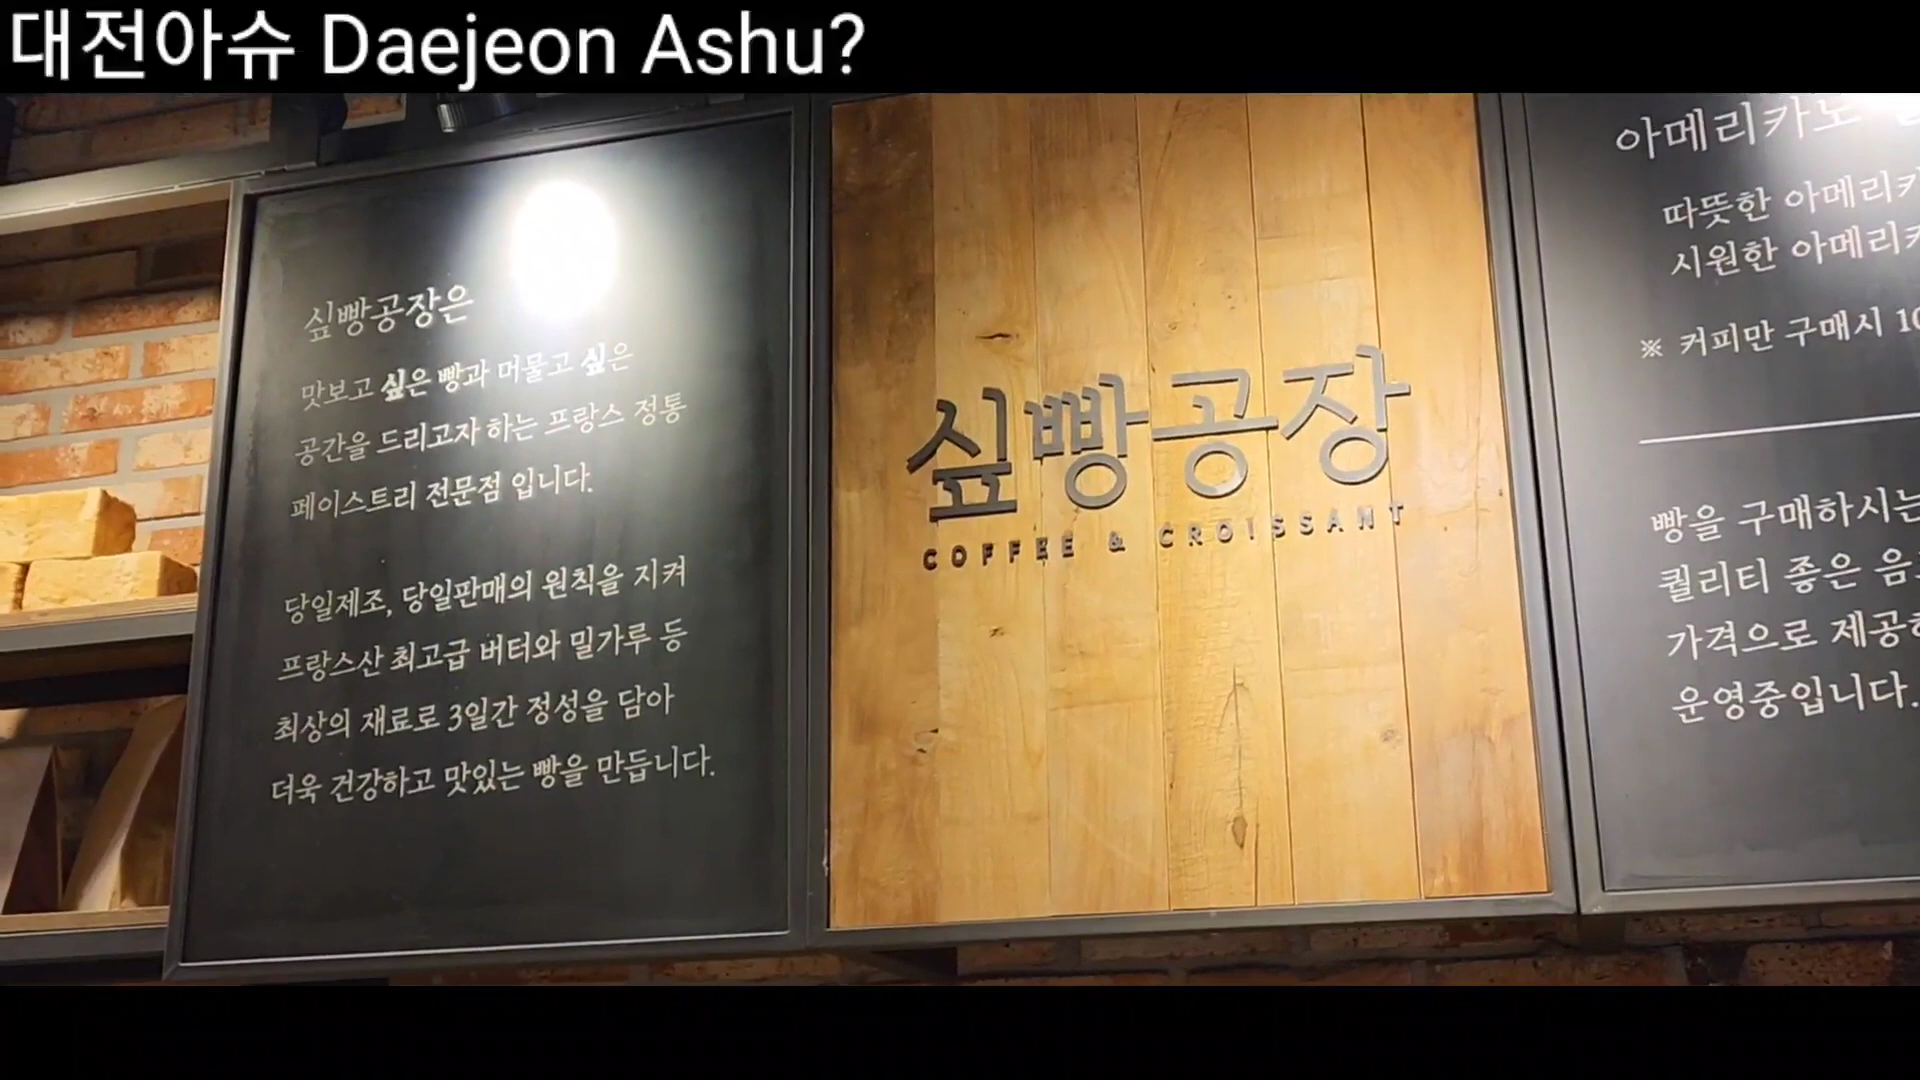 대전아슈 Daejeon Ashu?
싶빵공장은
맛보고 싶은 빵과 머물고 싶은
공간을 드리고자 하는 프랑스 정통
페이스트리 전문점 입니다.
당일제조, 당일판매의 원칙을 지켜
프랑스산 최고급 버터와 밀가루 등
최상의 재료로 3일간 정성을 담아
더욱 건강하고 맛있는 빵을 만듭니다.
싶빵공장
COFFEE & CROISSANT
아메리카노
따뜻한 아메리카
시원한 아메리카
※ 커피만 구매시 10
빵을 구매하시는
퀄리티 좋은 음
가격으로 제공
운영중입니다.